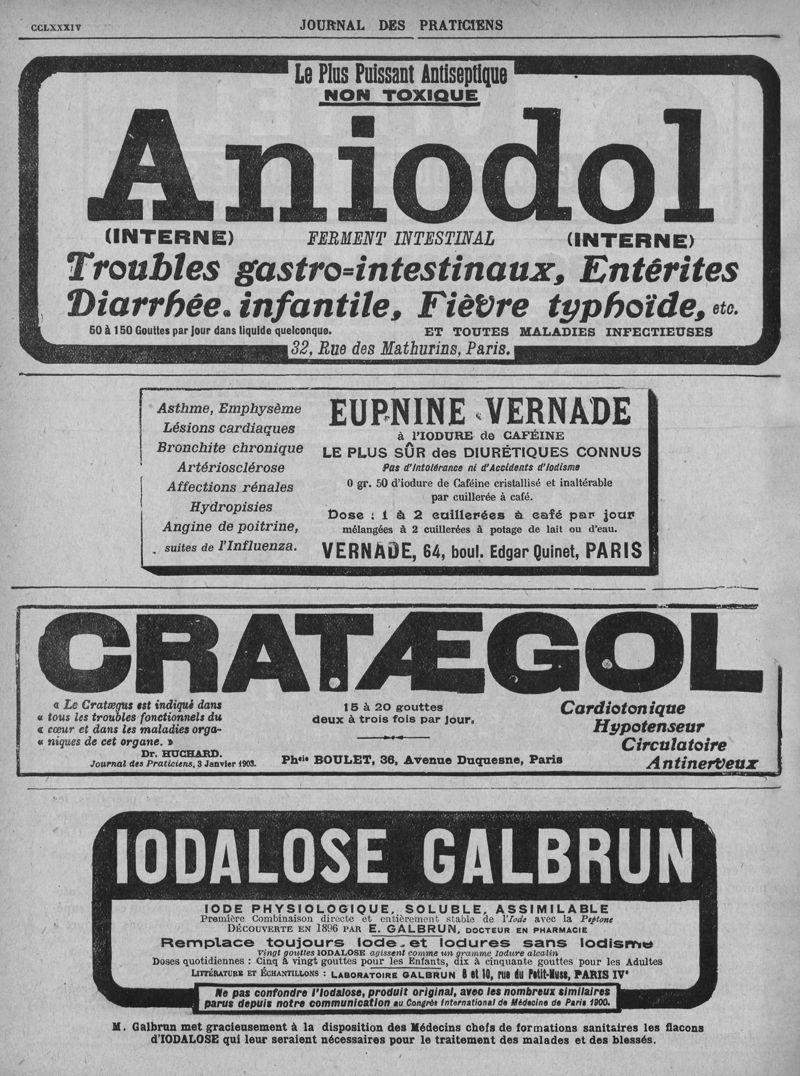 CCLXXXIV
JOURNAL DES PRATICIENS
Le Plus Puissant Antiseptique
NON TOXIQUE
Aniodol
(INTERNE) FERMENT INTESTINAL (INTERNE)
Troubles gastro=intestinaux, Entérites
Diarrhée. infantile, Fièvre typhoïde, etc.
50 à 150 Gouttes par jour dans liquide quelconque. ET TOUTES MALADIES INFECTIEUSES
32, Rue des Mathurins, Paris.
Asthme, Emphysème
Lésions cardiaques
Bronchite chronique
Artériosclérose
Affections rénales
Hydropisies
Angine de poitrine,
suites de l'Influenza.
EUPNINE VERNADE
à l'IODURE de CAFÉINE
LE PLUS SÛR des DIURÉTIQUES CONNUS
Pas d'Intolérance ni d'Accidents d'Iodisme
0 gr. 50 d'iodure de Caféine cristallisé et inaltérable
par cuillerée à café.
Dose : 1 à 2 cuillerées à café par jour
mélangées à 2 cuillerées à potage de lait ou d'eau.
VERNADE, 64, boul. Edgar Quinet, PARIS
CRATÆGOL
« Le Cratægus est indiqué dans
« tous les troubles fonctionnels du
« cœur et dans les maladies orga-
« niques de cet organe. »
Dr. HUCHARD.
Journal des Praticiens, 3 Janvier 1903.
15 à 20 gouttes
deux à trois fois par jour.
Phcie BOULET, 36, Avenue Duquesne, Paris
Cardiotonique
Hypotenseur
Circulatoire
Antinerveux
IODALOSE GALBRUN
IODE PHYSIOLOGIQUE, SOLUBLE, ASSIMILABLE
Première Combinaison directe et entièrement stable de l'Iode avec la Peptone
DÉCOUVERTE EN 1896 PAR E. GALBRUN, DOCTEUR EN PHARMACIE
Remplace toujours Iode et Iodures sans Iodisme
Vingt gouttes IODALOSE agissent comme un gramme Iodure alcalin
Doses quotidiennes : Cinq à vingt gouttes pour les Enfants, dix à cinquante gouttes pour les Adultes
LITTÉRATURE ET ÉCHANTILLONS : LABORATOIRE GALBRUN 8 et 10, rue du Petit-Musc, PARIS IVe
Ne pas confondre l'Iodalose, produit original, avec les nombreux similaires
parus depuis notre communication au Congrès International de Médecine de Paris 1900.
M. Galbrun met gracieusement à la disposition des Médecins chefs de formations sanitaires les flacons
d'IODALOSE qui leur seraient nécessaires pour le traitement des malades et des blessés.